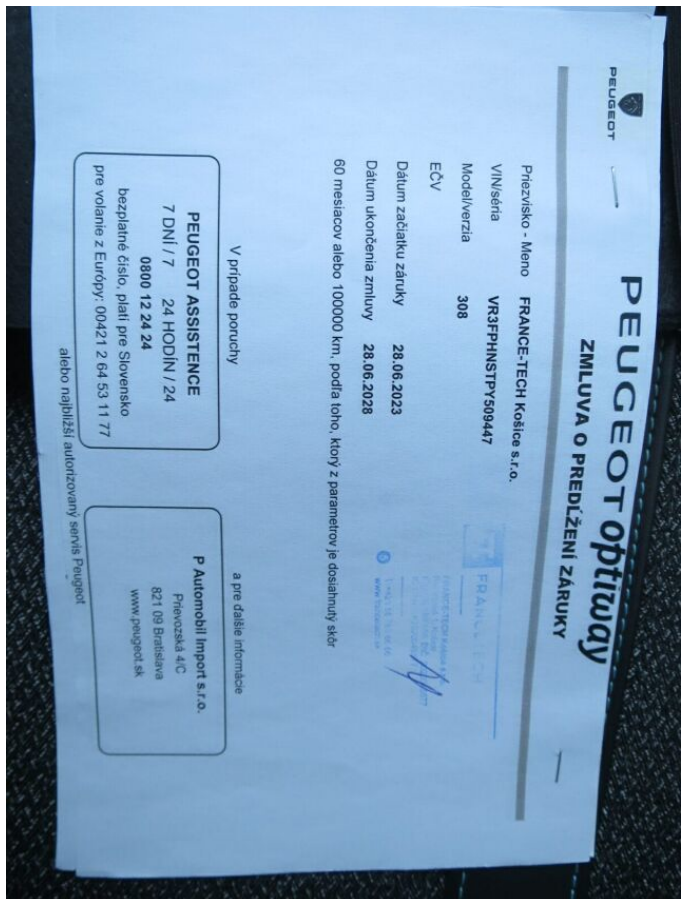 PEUGEOT
PEUGEOT optiway
ZMLUVA O PREDĹŽENÍ ZÁRUKY
Priezvisko - Meno FRANCE-TECH Košice s.r.o.
VIN/séria VR3FPHNSTPY509447
Model/verzia 308
EČV
Dátum začiatku záruky 28.06.2023
Dátum ukončenia zmluvy 28.06.2028
60 mesiacov alebo 100000 km, podľa toho, ktorý z parametrov je dosiahnutý skôr
FRANCE TECH
V prípade poruchy
PEUGEOT ASSISTENCE
7 DNÍ / 7 24 HODÍN / 24
0800 12 24 24
bezplatné číslo, platí pre Slovensko
pre volanie z Európy: 00421 2 64 53 11 77
alebo najbližší autorizovaný servis Peugeot
a pre ďalšie informácie
P Automobil Import s.r.o.
Prievozská 4/C
821 09 Bratislava
www.peugeot.sk